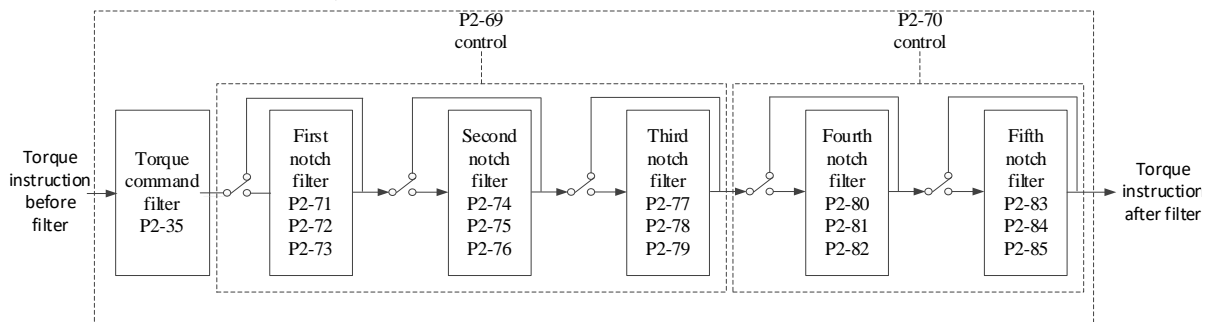 P2-69
control
P2-70
control
Torque
instruction
before
filter
Torque
command
filter
P2-35
First
notch
filter
P2-71
P2-72
P2-73
Second
notch
filter
P2-74
P2-75
P2-76
Third
notch
filter
P2-77
P2-78
P2-79
Fourth
notch
filter
P2-80
P2-81
P2-82
Fifth
notch
filter
P2-83
P2-84
P2-85
Torque
instruction
after filter